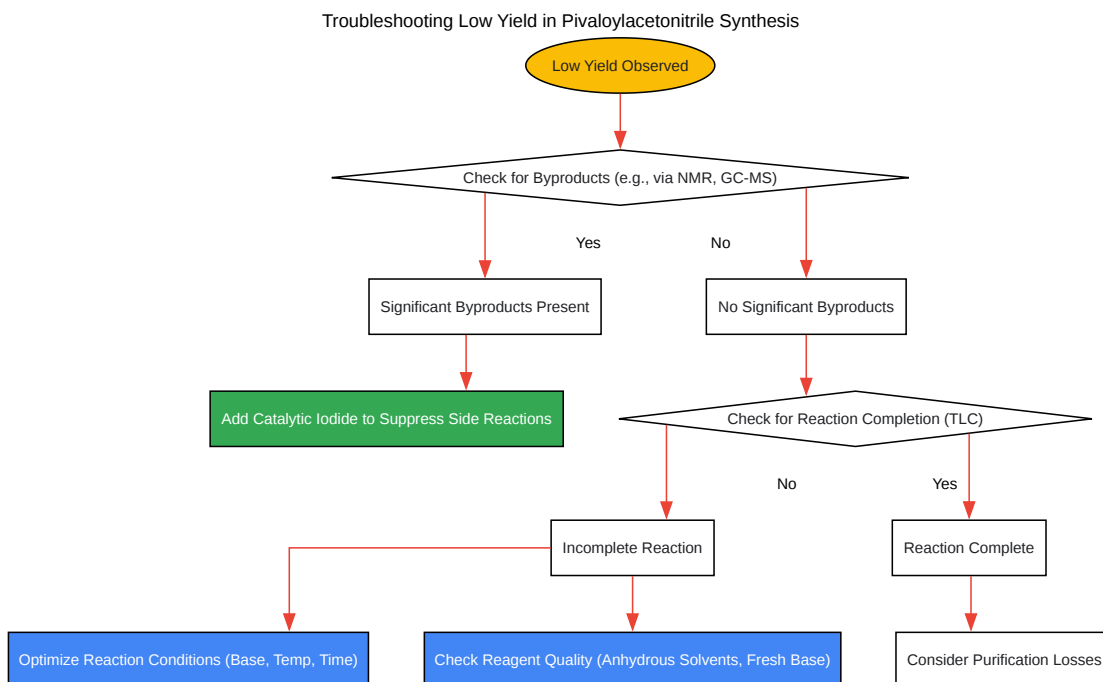 Troubleshooting Low Yield in Pivaloylacetonitrile Synthesis
Low Yield Observed
Check for Byproducts (e.g., via NMR, GC-MS)
Yes
No
Significant Byproducts Present
No Significant Byproducts
Add Catalytic Iodide to Suppress Side Reactions
Check for Reaction Completion (TLC)
No
Yes
Incomplete Reaction
Reaction Complete
Optimize Reaction Conditions (Base, Temp, Time)
Check Reagent Quality (Anhydrous Solvents, Fresh Base)
Consider Purification Losses